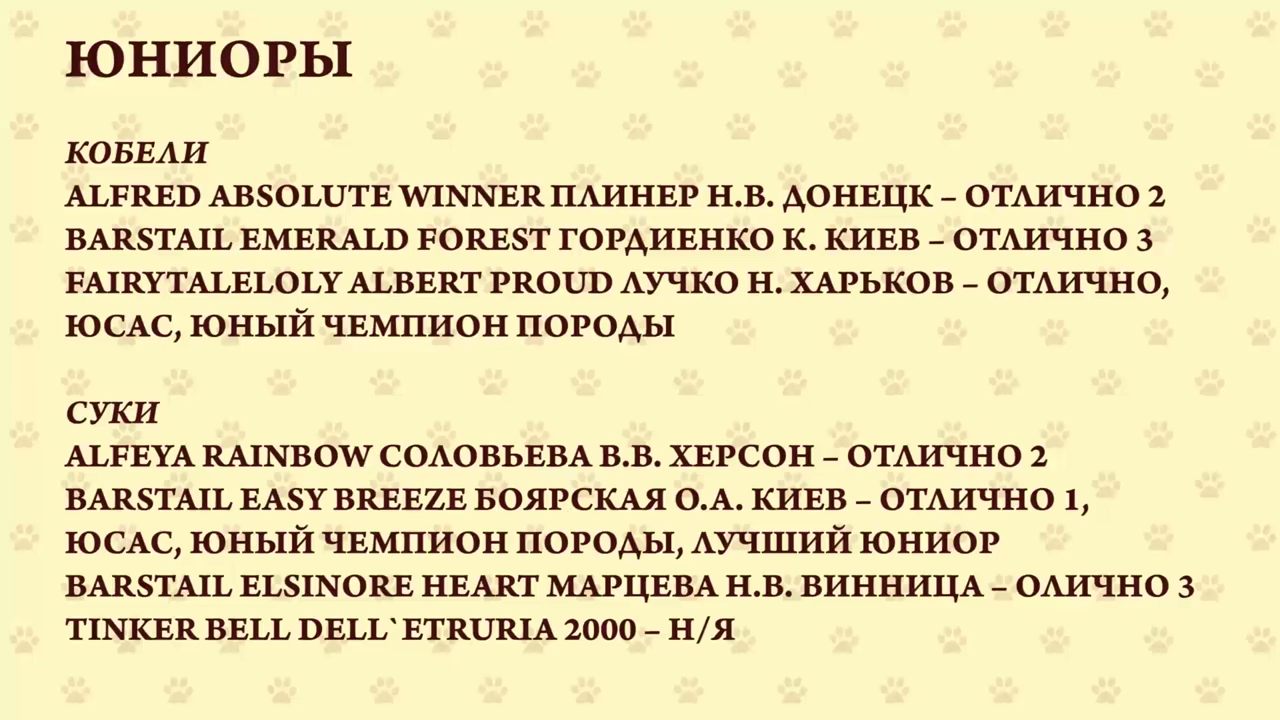 ЮНИОРЫ
КОБЕЛИ
ALFRED ABSOLUTE WINNER ПЛИНЕР Н.В. ДОНЕЦК – ОТЛИЧНО 2
BARSTAIL EMERALD FOREST ГОРДИЕНКО К. КИЕВ – ОТЛИЧНО 3
FAIRYTALELOLY ALBERT PROUD ЛУЧКО Н. ХАРЬКОВ – ОТЛИЧНО,
ЮСАС, ЮНЫЙ ЧЕМПИОН ПОРОДЫ
СУКИ
ALFEYA RAINBOW СОЛОВЬЕВА В.В. ХЕРСОН – ОТЛИЧНО 2
BARSTAIL EASY BREEZE БОЯРСКАЯ О.А. КИЕВ – ОТЛИЧНО 1,
ЮСАС, ЮНЫЙ ЧЕМПИОН ПОРОДЫ, ЛУЧШИЙ ЮНИОР
BARSTAIL ELSINORE HEART МАРЦЕВА Н.В. ВИННИЦА – ОЛИЧНО 3
TINKER BELL DELL`ETRURIA 2000 – Н/Я